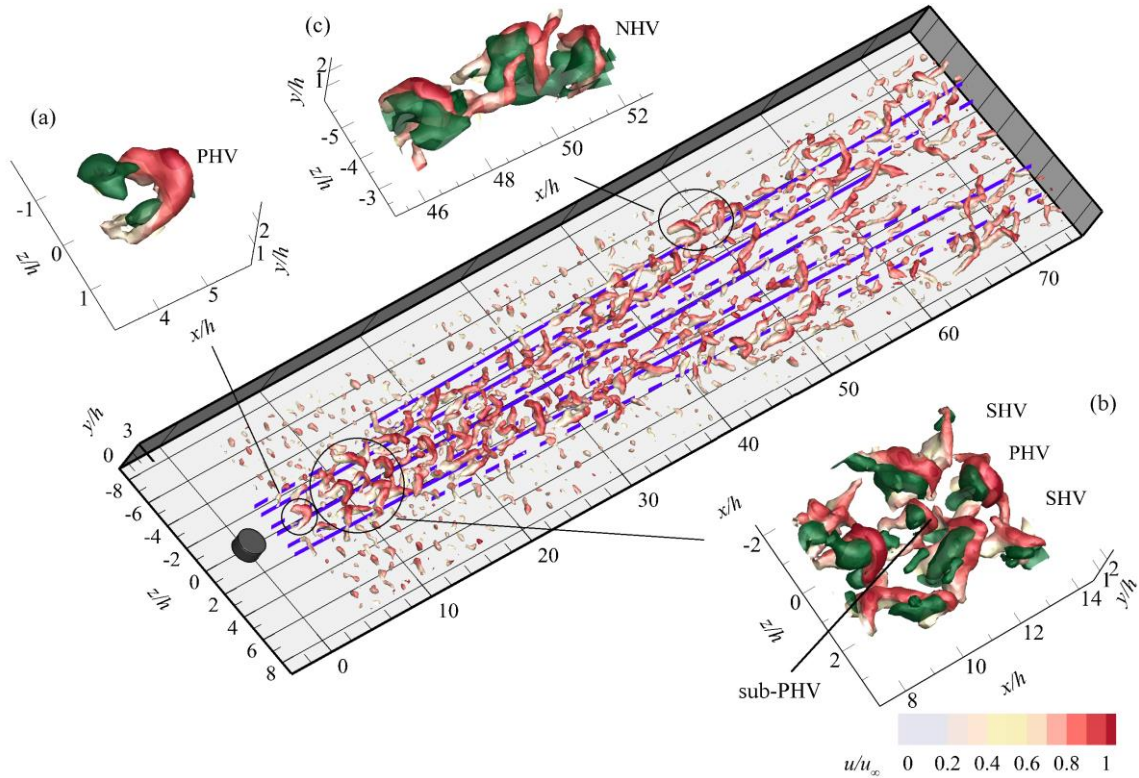 (c)
NHV
y/h
2
1
-5
-4
-3
z/h
46
48
50
52
x/h
(a)
PHV
-1
0
1
z/h
4
5
x/h
2
1
y/h
y/h
3
0
-8
-6
-4
-2
0
2
4
6
8
z/h
0
10
20
30
40
50
60
70
(b)
SHV
PHV
SHV
x/h
-2
0
2
z/h
8
10
12
14
x/h
2
1
y/h
sub-PHV
0 0.2 0.4 0.6 0.8 1
u/u∞